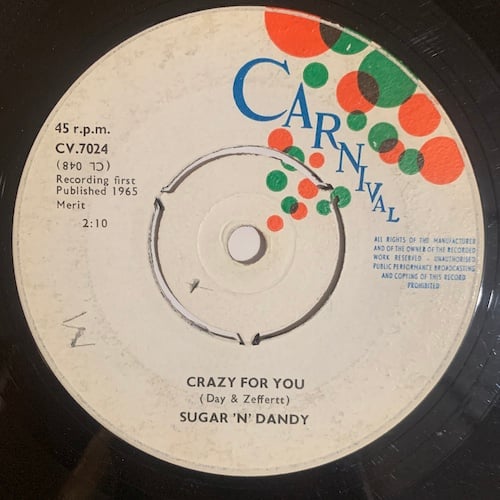 CARNIVAL
45 r.p.m.
CV.7024
(CL 048)
Recording first
Published 1965
Merit
2:10
ALL RIGHTS OF THE MANUFACTURER
AND OF THE OWNER OF THE RECORDED
WORK RESERVED - UNAUTHORISED
PUBLIC PERFORMANCE BROADCASTING
AND COPYING OF THIS RECORD
PROHIBITED
M
CRAZY FOR YOU
(Day & Zeffertt)
SUGAR 'N' DANDY